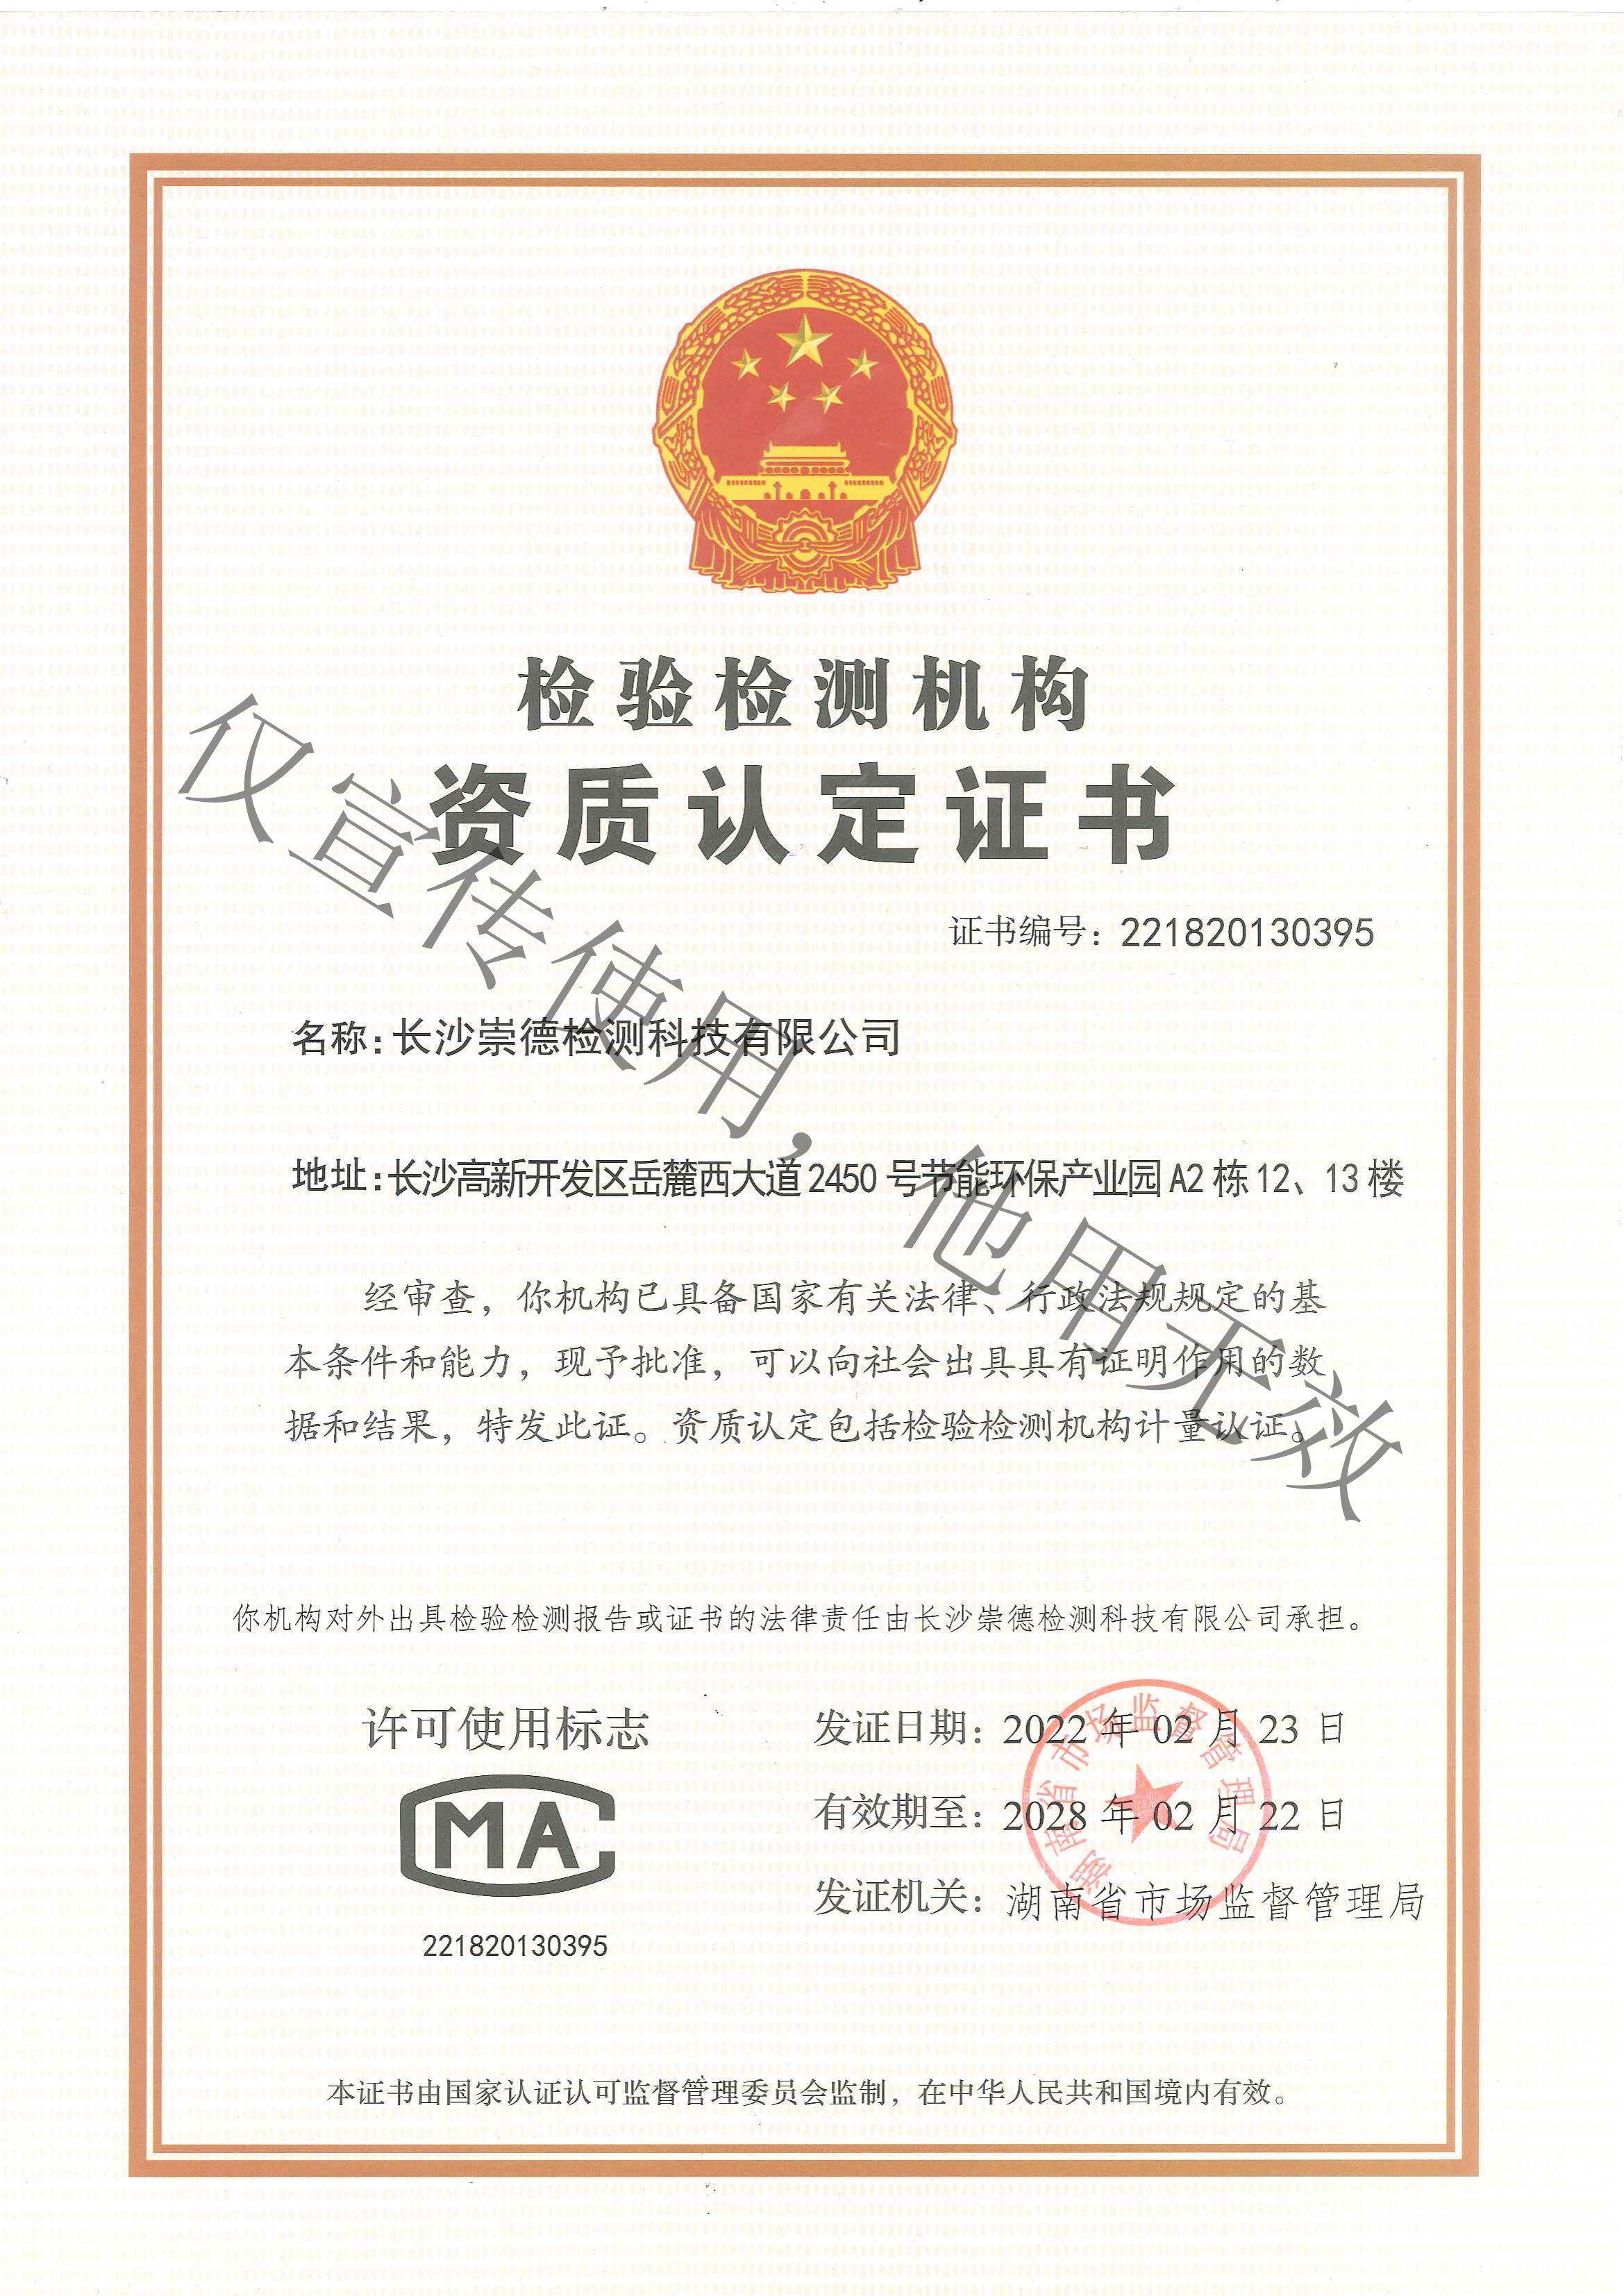 检验检测机构
资质认定证书
证书编号：221820130395
名称：长沙崇德检测科技有限公司
地址：长沙高新开发区岳麓西大道2450号节能环保产业园A2栋12、13楼
经审查，你机构已具备国家有关法律、行政法规规定的基
本条件和能力，现予批准，可以向社会出具具有证明作用的数
据和结果，特发此证。资质认定包括检验检测机构计量认证。
你机构对外出具检验检测报告或证书的法律责任由长沙崇德检测科技有限公司承担。
许可使用标志
MA
221820130395
发证日期：2022年02月23日
有效期至：2028年02月22日
发证机关：湖南省市场监督管理局
湖南省市场监督管理局
本证书由国家认证认可监督管理委员会监制，在中华人民共和国境内有效。
仅宣传使用，他用无效